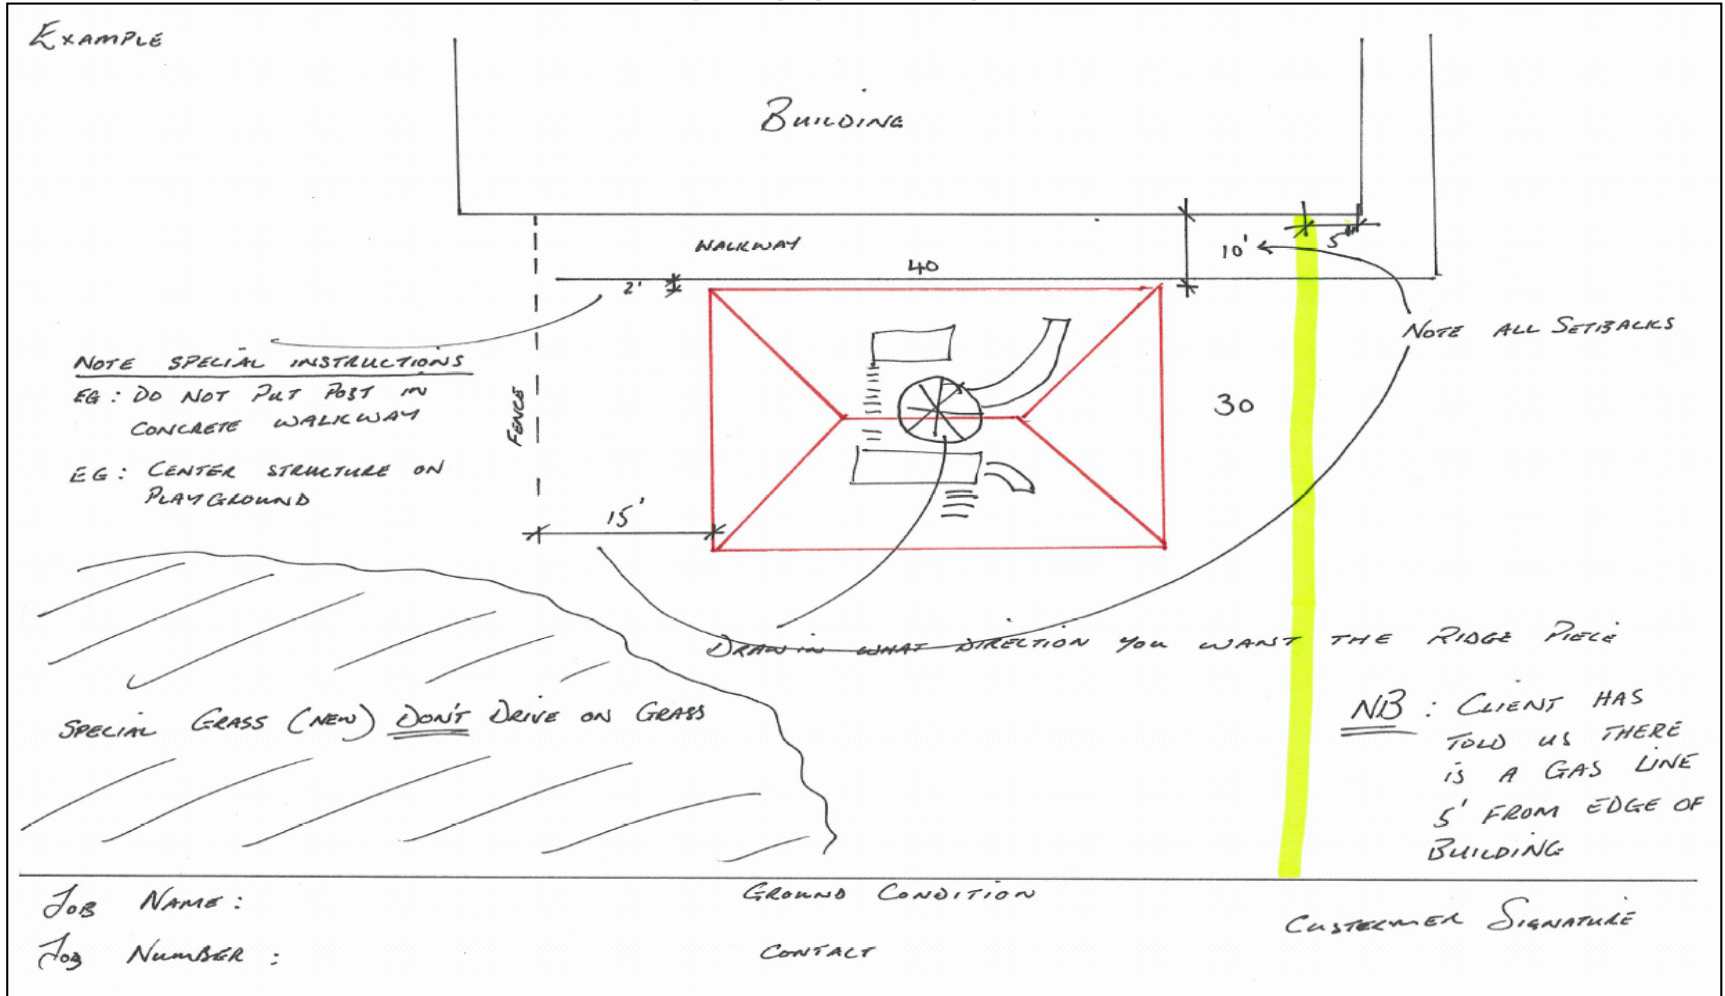 EXAMPLE
BUILDING
WALKWAY
10'
5'
40
2'
NOTE ALL SETBACKS
NOTE SPECIAL INSTRUCTIONS
EG: DO NOT PUT POST IN
CONCRETE WALKWAY
EG: CENTER STRUCTURE ON
PLAYGROUND
FENCE
30
15'
DRAW IN WHAT DIRECTION YOU WANT THE RIDGE PIECE
SPECIAL GRASS (NEW) DON'T DRIVE ON GRASS
NB: CLIENT HAS
TOLD US THERE
IS A GAS LINE
5' FROM EDGE OF
BUILDING
JOB NAME:
GROUND CONDITION
CUSTERMER SIGNATURE
JOB NUMBER:
CONTACT